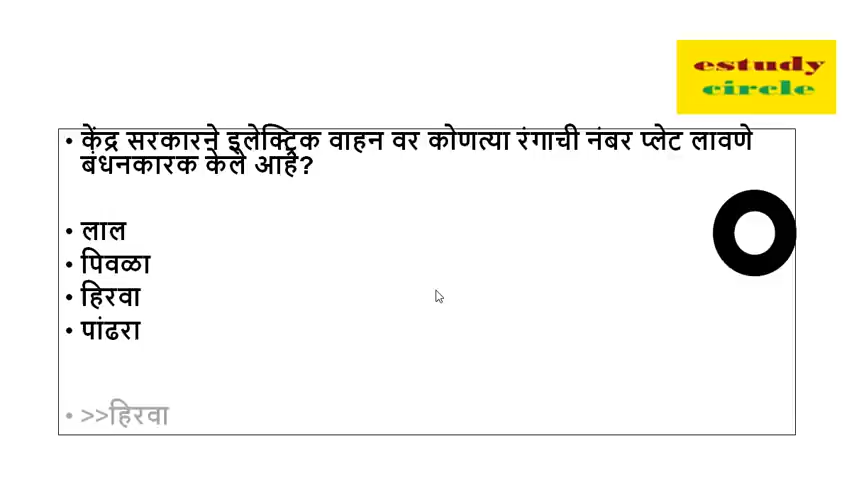 estudy
circle
• केंद्र सरकारने इलेक्ट्रिक वाहन वर कोणत्या रंगाची नंबर प्लेट लावणे
बंधनकारक केले आहे?
• लाल
• पिवळा
• हिरवा
• पांढरा
• >>हिरवा